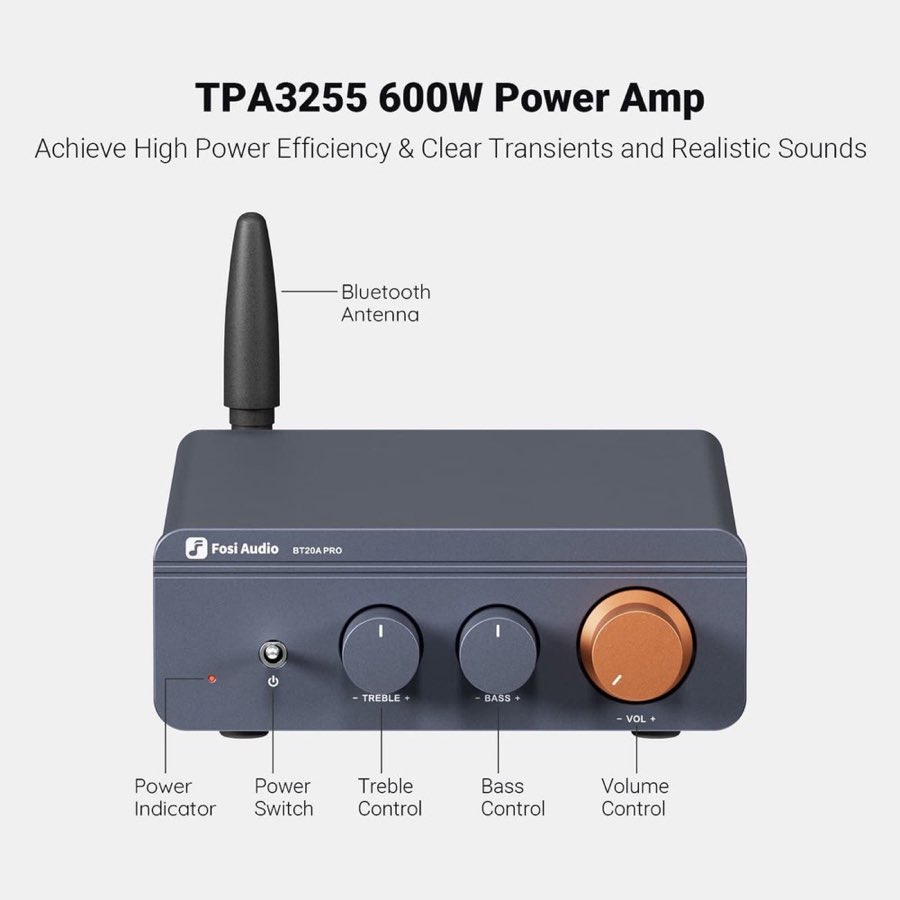 TPA3255 600W Power Amp
Achieve High Power Efficiency & Clear Transients and Realistic Sounds
Bluetooth
Antenna
Fosi Audio BT20A PRO
− TREBLE +
− BASS +
− VOL +
Power
Indicator
Power
Switch
Treble
Control
Bass
Control
Volume
Control